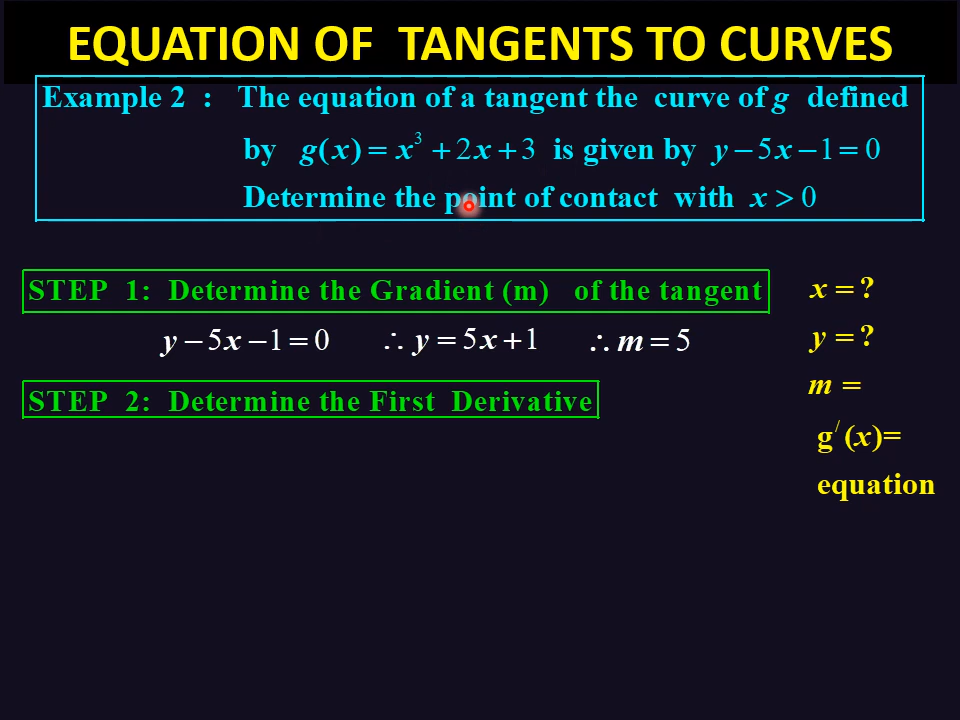 EQUATION OF TANGENTS TO CURVES
Example 2 : The equation of a tangent the curve of g defined
by g(x) = x³ + 2x + 3 is given by y − 5x − 1 = 0
Determine the point of contact with x > 0
STEP 1: Determine the Gradient (m) of the tangent
y − 5x − 1 = 0 ∴ y = 5x + 1 ∴ m = 5
STEP 2: Determine the First Derivative
x = ?
y = ?
m =
g′(x)=
equation